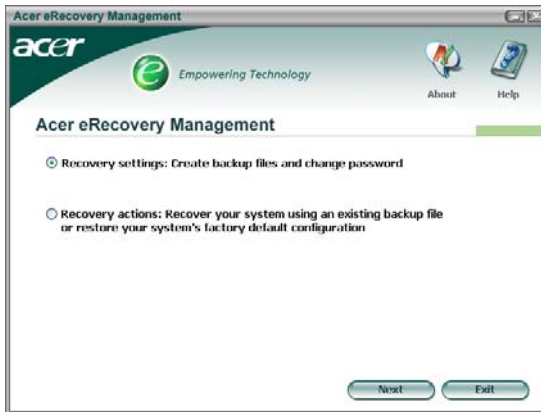 Acer eRecovery Management
acer
e
Empowering Technology
About
Help
Acer eRecovery Management
Recovery settings: Create backup files and change password
Recovery actions: Recover your system using an existing backup file
or restore your system's factory default configuration
Next
Exit